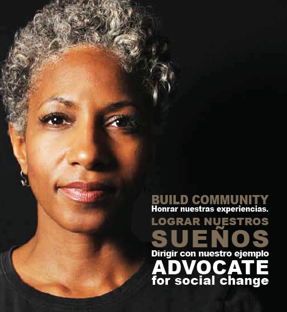 BUILD COMMUNITY
Honrar nuestras experiencias.
LOGRAR NUESTROS
SUEÑOS
Dirigir con nuestro ejemplo
ADVOCATE
for social change